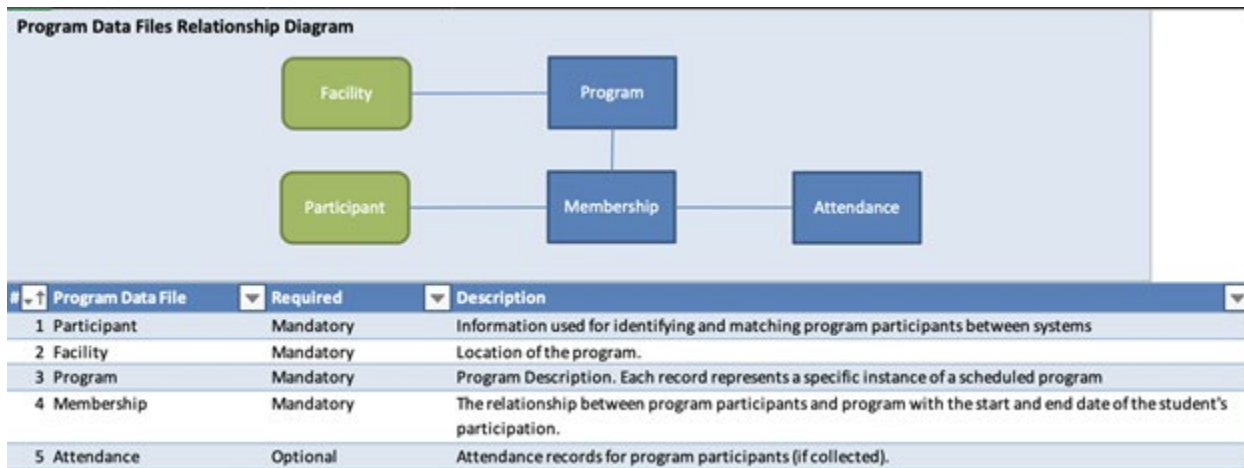 Program Data Files Relationship Diagram
Facility
Program
Participant
Membership
Attendance
# Program Data File Required Description
1 Participant Mandatory Information used for identifying and matching program participants between systems
2 Facility Mandatory Location of the program.
3 Program Mandatory Program Description. Each record represents a specific instance of a scheduled program
4 Membership Mandatory The relationship between program participants and program with the start and end date of the student's
participation.
5 Attendance Optional Attendance records for program participants (if collected).